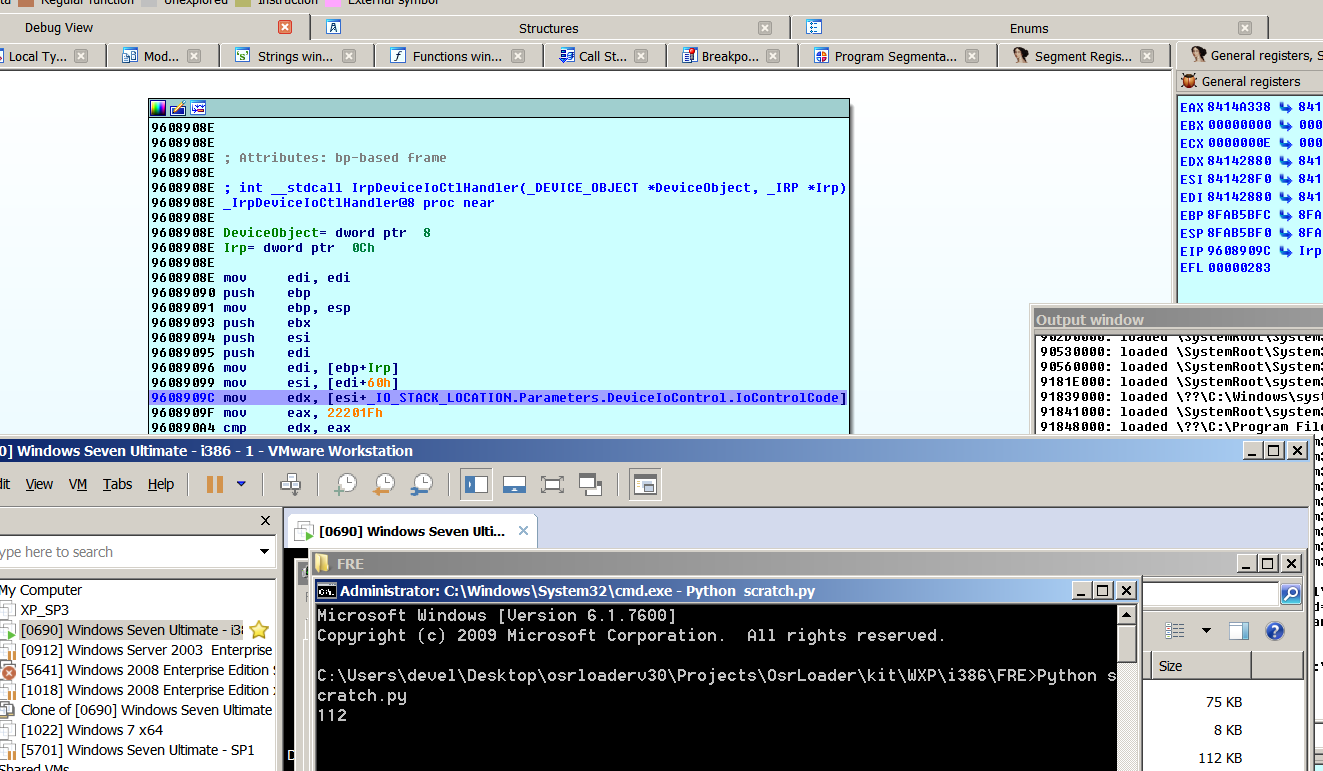 Regular function Unexplored Instruction External symbol
Debug View Structures Enums
Local Ty... Mod... Strings win... Functions win... Call St... Breakpo... Program Segmenta... Segment Regis... General registers, S
General registers
EAX 8414A338 841
EBX 00000000 000
ECX 0000000E 000
EDX 84142880 841
ESI 841428F0 841
EDI 84142880 841
EBP 8FAB5BFC 8FA
ESP 8FAB5BF0 8FA
EIP 9608909C Irp
EFL 00000283
9608908E
9608908E
9608908E ; Attributes: bp-based frame
9608908E
9608908E ; int __stdcall IrpDeviceIoCtlHandler(_DEVICE_OBJECT *DeviceObject, _IRP *Irp)
9608908E _IrpDeviceIoCtlHandler@8 proc near
9608908E
9608908E DeviceObject= dword ptr 8
9608908E Irp= dword ptr 0Ch
9608908E
9608908E mov edi, edi
96089090 push ebp
96089091 mov ebp, esp
96089093 push ebx
96089094 push esi
96089095 push edi
96089096 mov edi, [ebp+Irp]
96089099 mov esi, [edi+60h]
9608909C mov edx, [esi+_IO_STACK_LOCATION.Parameters.DeviceIoControl.IoControlCode]
9608909F mov eax, 22201Fh
960890A4 cmp edx, eax
Output window
902D0000: loaded \SystemRoot\System3
90530000: loaded \SystemRoot\System3
90560000: loaded \SystemRoot\system3
9181E000: loaded \SystemRoot\System3
91839000: loaded \??\C:\Windows\syst
91841000: loaded \SystemRoot\system3
91848000: loaded \??\C:\Program File
0] Windows Seven Ultimate - i386 - 1 - VMware Workstation
dit View VM Tabs Help
ype here to search
My Computer
XP_SP3
[0690] Windows Seven Ultimate - i38
[0912] Windows Server 2003 Enterprise
[5641] Windows 2008 Enterprise Edition S
[1018] Windows 2008 Enterprise Edition
Clone of [0690] Windows Seven Ultimate
[1022] Windows 7 x64
[5701] Windows Seven Ultimate - SP1
Shared VMs
[0690] Windows Seven Ulti...
FRE
Administrator: C:\Windows\System32\cmd.exe - Python scratch.py
Microsoft Windows [Version 6.1.7600]
Copyright (c) 2009 Microsoft Corporation. All rights reserved.
C:\Users\devel\Desktop\osrloaderv30\Projects\OsrLoader\kit\WXP\i386\FRE>Python s
cratch.py
112
Size
75 KB
8 KB
112 KB